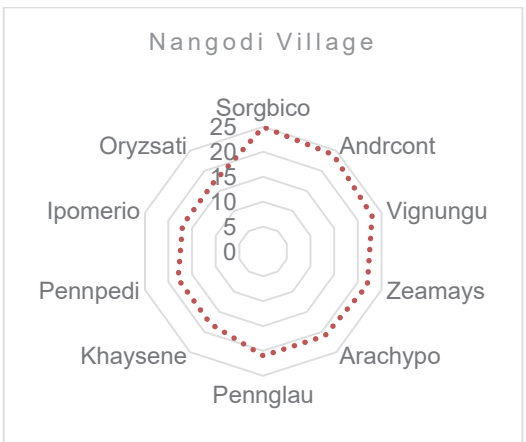 Nangodi Village
Sorgbico
25
Oryzsati
Andrcont
20
15
Ipomerio
Vignungu
10
5
0
Pennpedi
Zeamays
Khaysene
Arachypo
Pennglau